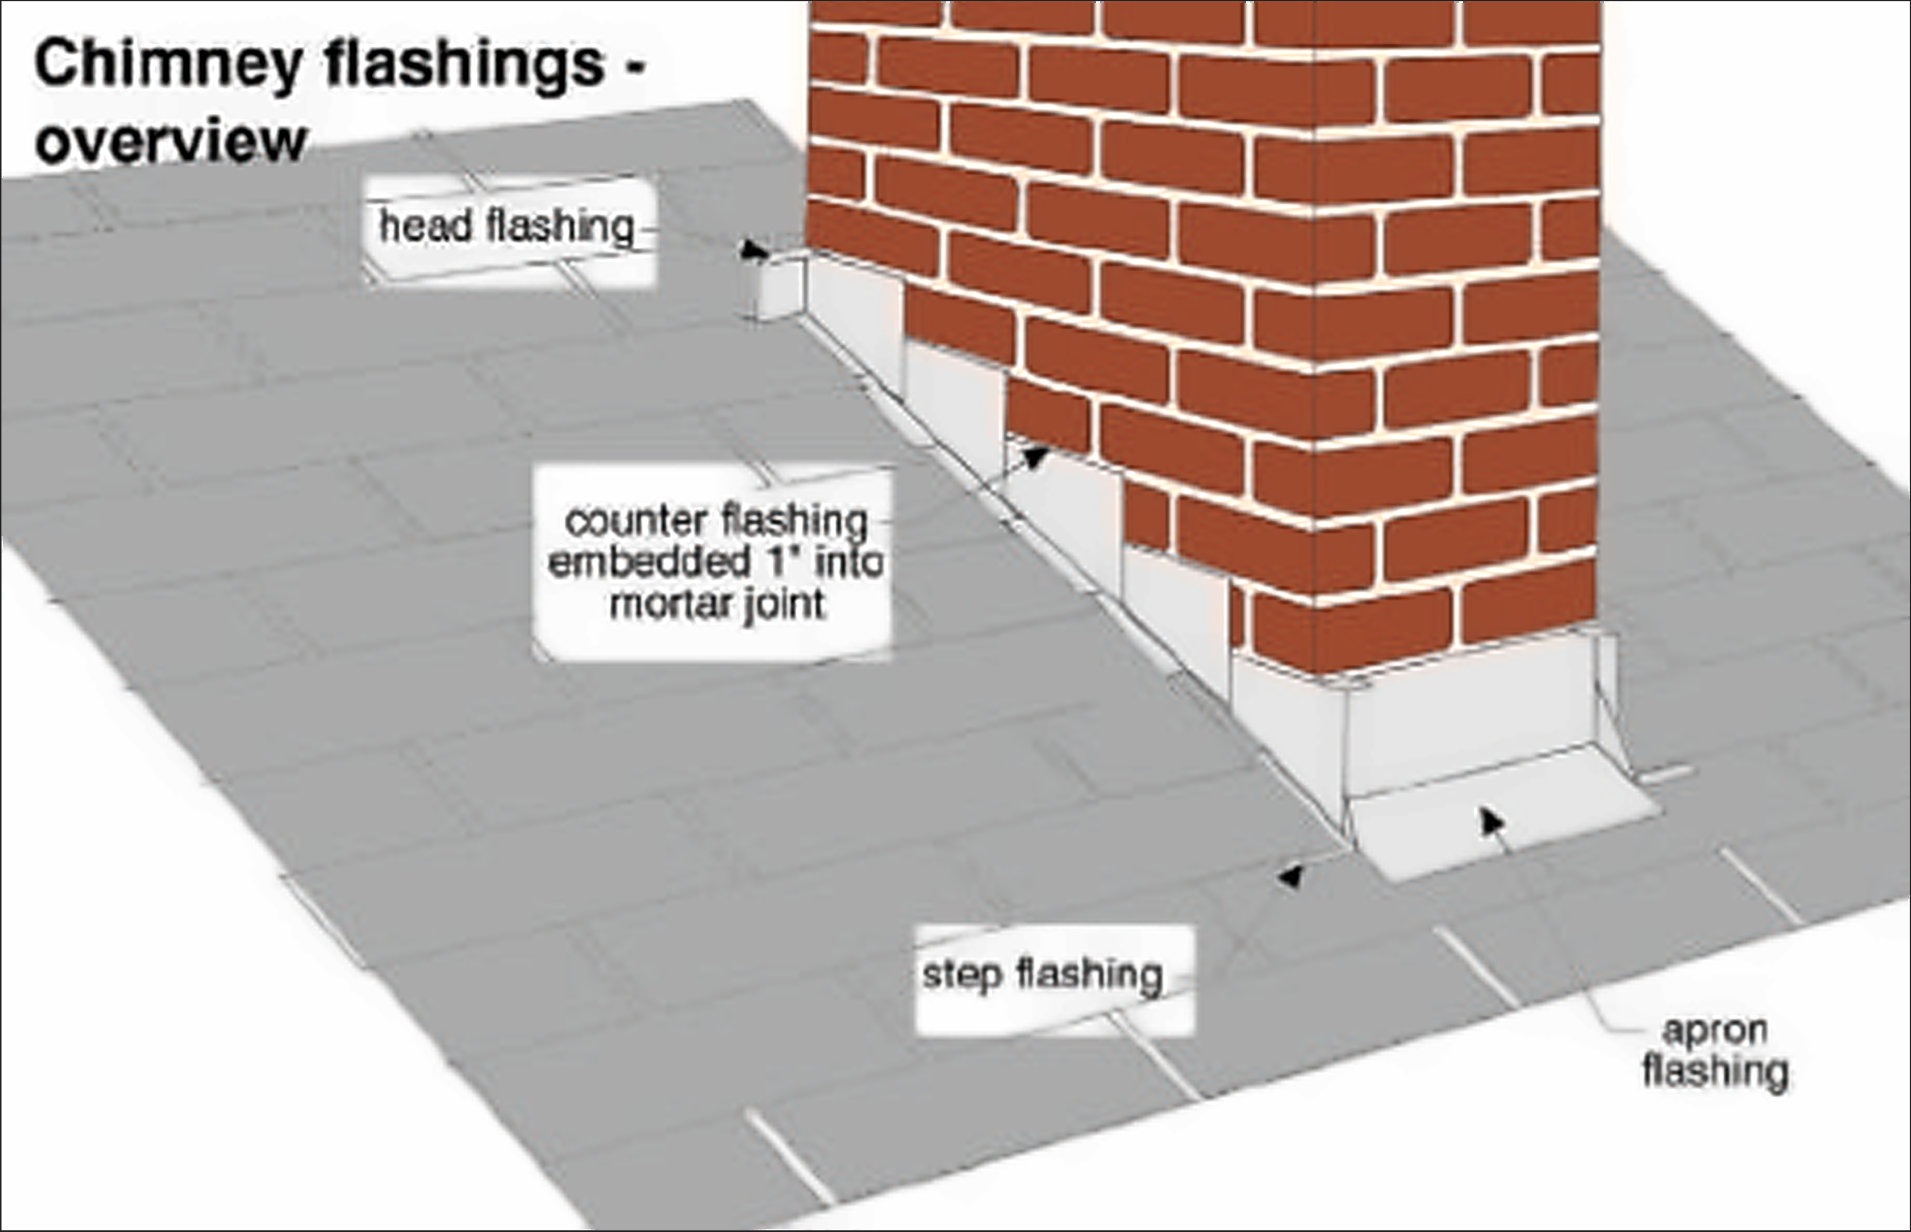 Chimney flashings -
overview
head flashing
counter flashing
embedded 1" into
mortar joint
step flashing
apron
flashing